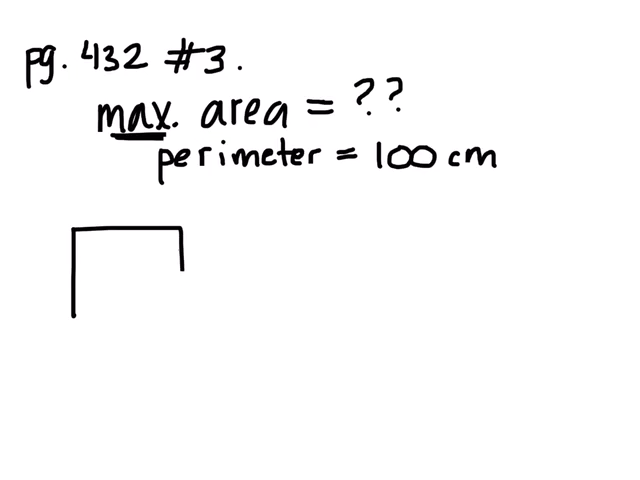 pg. 432 #3.
max. area = ??
perimeter = 100 cm